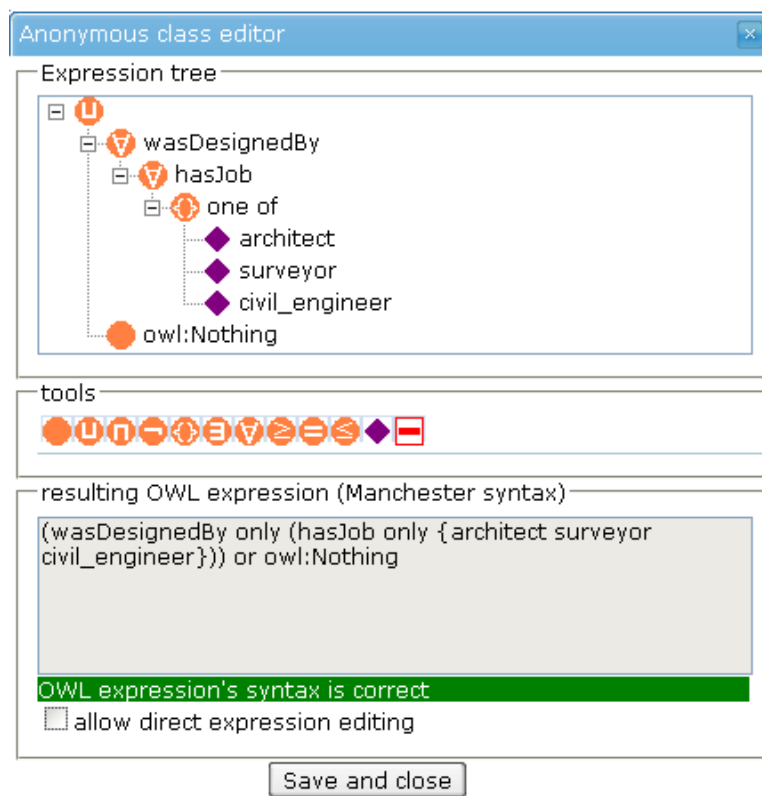 Anonymous class editor
Expression tree
wasDesignedBy
hasJob
one of
architect
surveyor
civil_engineer
owl:Nothing
tools
resulting OWL expression (Manchester syntax)
(wasDesignedBy only (hasJob only {architect surveyor
civil_engineer})) or owl:Nothing
OWL expression's syntax is correct
allow direct expression editing
Save and close